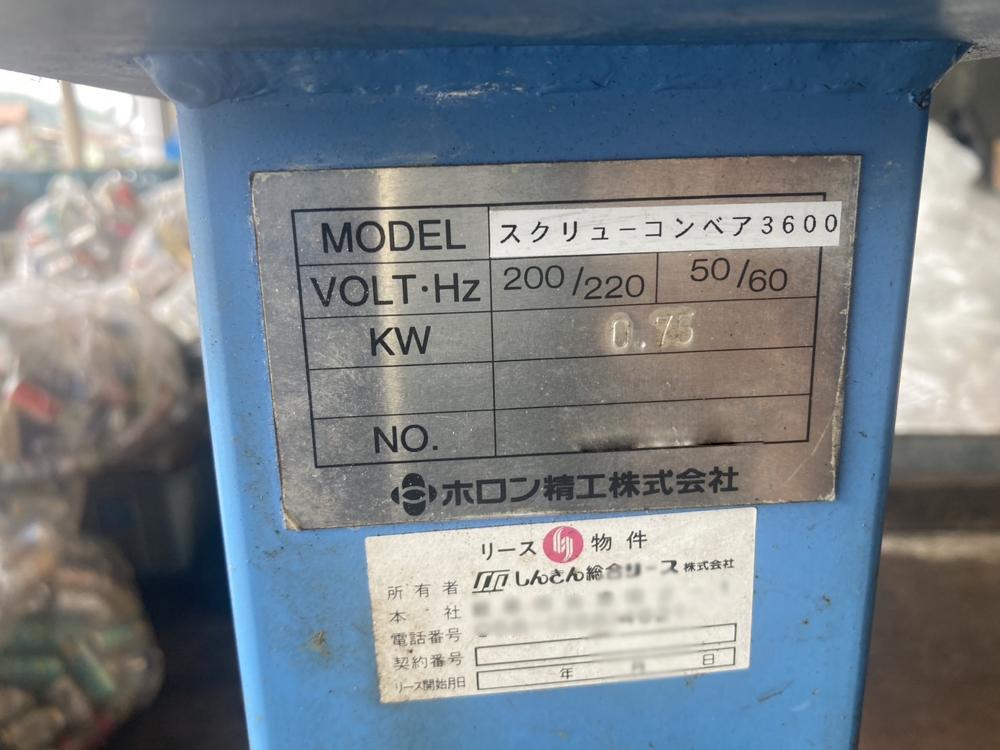 MODEL スクリューコンベア3600
VOLT・Hz 200/220 50/60
KW 0.75
NO.
ホロン精工株式会社
リース 物件
所有者 しんきん総合リース株式会社
本社
電話番号
契約番号
リース開始月日 年 月 日